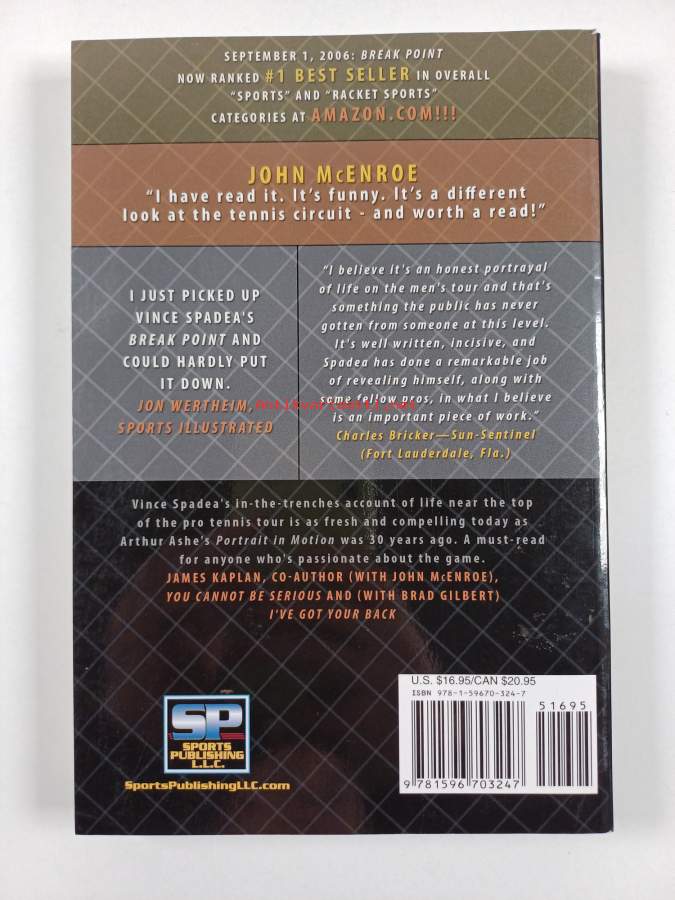 SEPTEMBER 1, 2006: BREAK POINT
NOW RANKED #1 BEST SELLER IN OVERALL
"SPORTS" AND "RACKET SPORTS"
CATEGORIES AT AMAZON.COM!!!
JOHN McENROE
"I have read it. It's funny. It's a different
look at the tennis circuit - and worth a read!"
I JUST PICKED UP
VINCE SPADEA'S
BREAK POINT AND
COULD HARDLY PUT
IT DOWN.
JON WERTHEIM,
SPORTS ILLUSTRATED
"I believe it's an honest portrayal
of life on the men's tour and that's
something the public has never
gotten from someone at this level.
It's well written, incisive, and
Spadea has done a remarkable job
of revealing himself, along with
some fellow pros, in what I believe
is an important piece of work."
Charles Bricker—Sun-Sentinel
(Fort Lauderdale, Fla.)
Vince Spadea's in-the-trenches account of life near the top
of the pro tennis tour is as fresh and compelling today as
Arthur Ashe's Portrait in Motion was 30 years ago. A must-read
for anyone who's passionate about the game.
JAMES KAPLAN, CO-AUTHOR (WITH JOHN McENROE),
YOU CANNOT BE SERIOUS AND (WITH BRAD GILBERT)
I'VE GOT YOUR BACK
SP
SPORTS
PUBLISHING
L.L.C.
SportsPublishingLLC.com
U.S. $16.95/CAN $20.95
ISBN 978-1-59670-324-7
51695
9 781596 703247